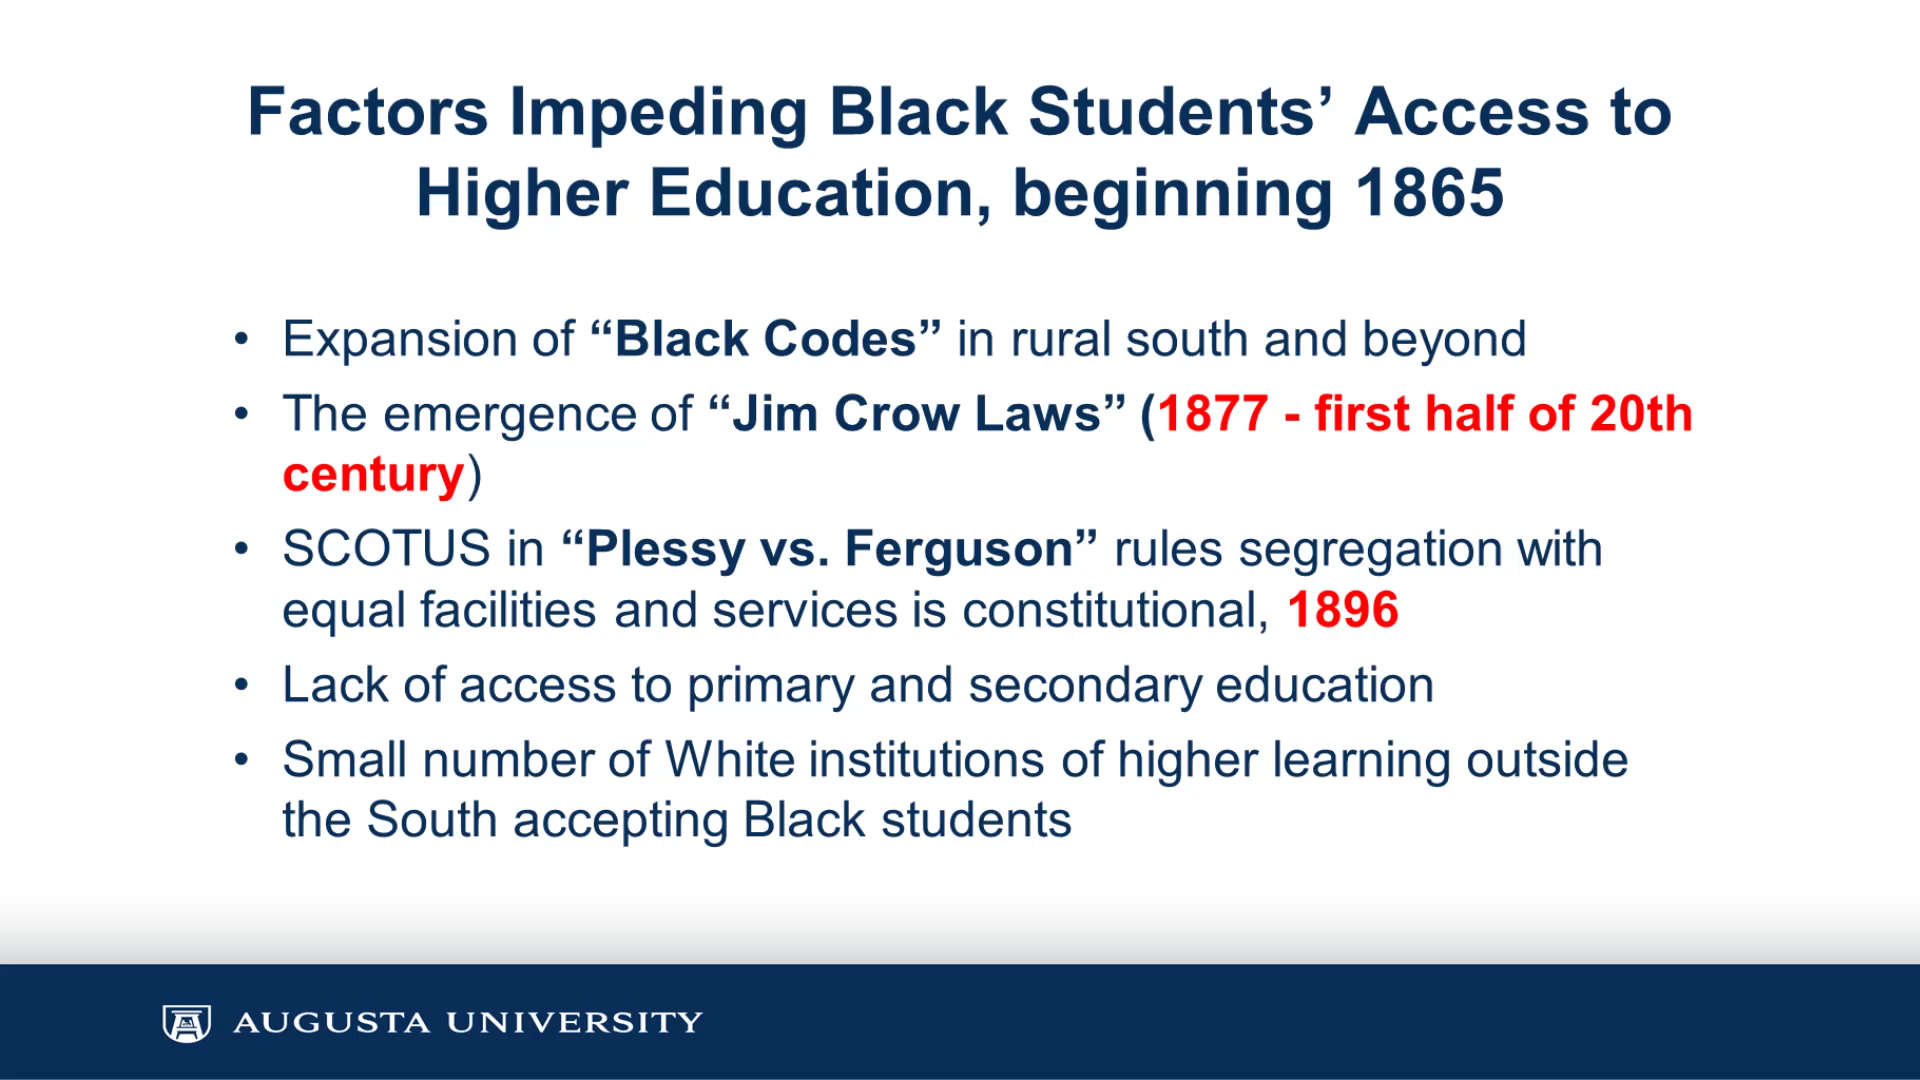 Factors Impeding Black Students’ Access to
Higher Education, beginning 1865
• Expansion of “Black Codes” in rural south and beyond
• The emergence of “Jim Crow Laws” (1877 - first half of 20th
century)
• SCOTUS in “Plessy vs. Ferguson” rules segregation with
equal facilities and services is constitutional, 1896
• Lack of access to primary and secondary education
• Small number of White institutions of higher learning outside
the South accepting Black students
AUGUSTA UNIVERSITY